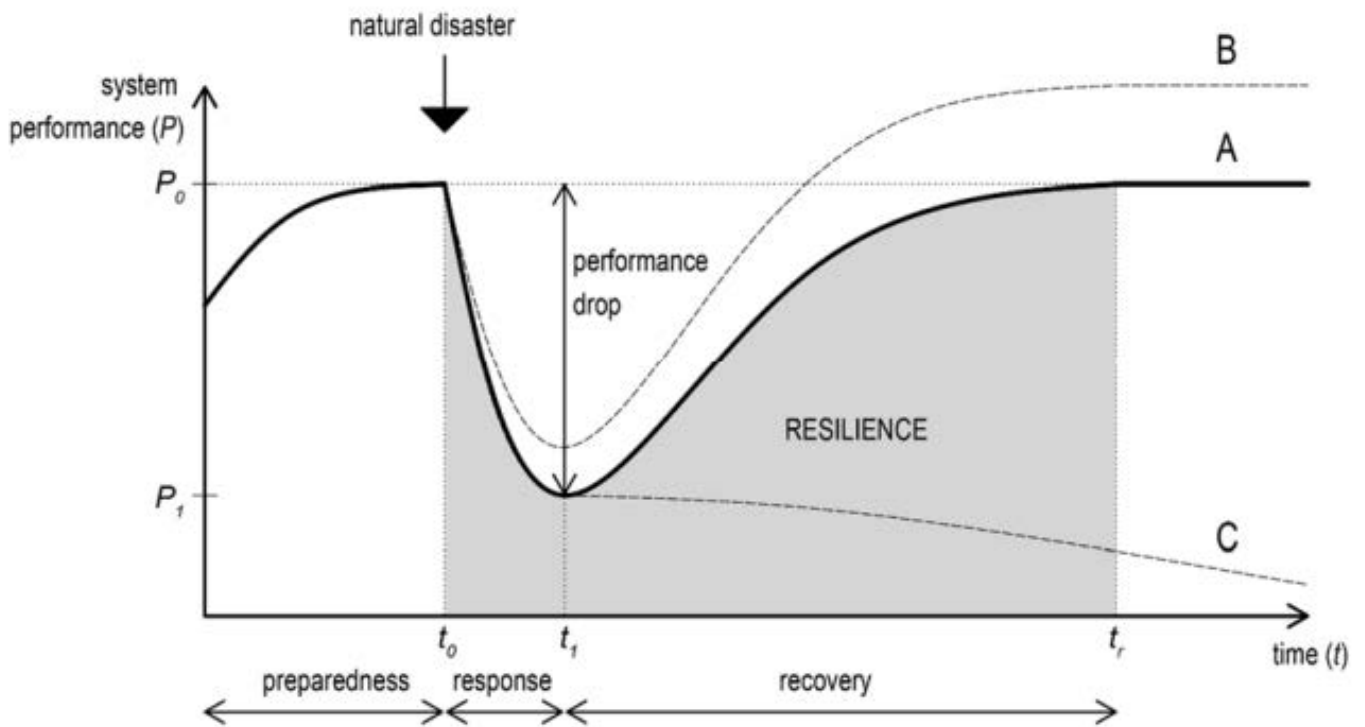 natural disaster
system
performance (P)
B
A
P₀
performance
drop
RESILIENCE
P₁
C
t₀
t₁
tᵣ
time (t)
preparedness
response
recovery